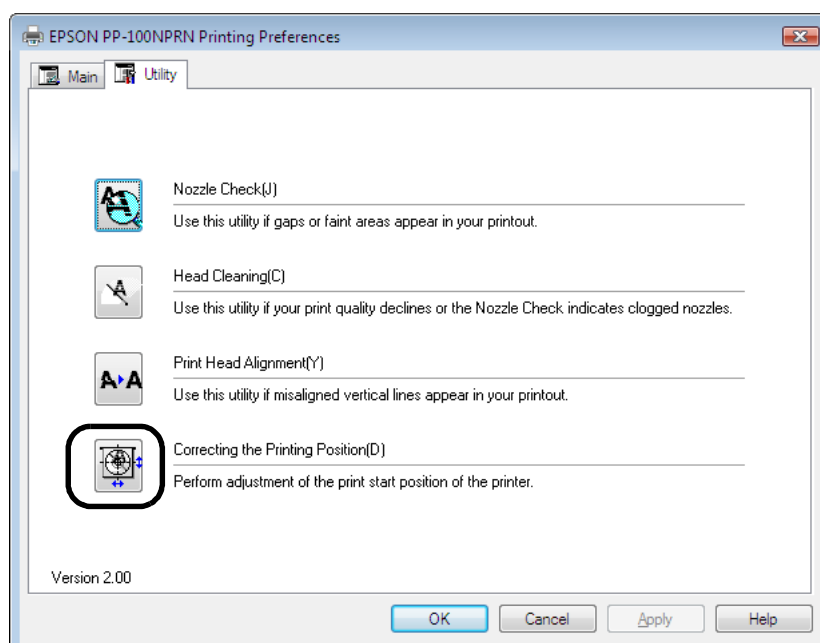 EPSON PP-100NPRN Printing Preferences
Main
Utility
Nozzle Check(J)
Use this utility if gaps or faint areas appear in your printout.
Head Cleaning(C)
Use this utility if your print quality declines or the Nozzle Check indicates clogged nozzles.
Print Head Alignment(Y)
Use this utility if misaligned vertical lines appear in your printout.
Correcting the Printing Position(D)
Perform adjustment of the print start position of the printer.
Version 2.00
OK
Cancel
Apply
Help